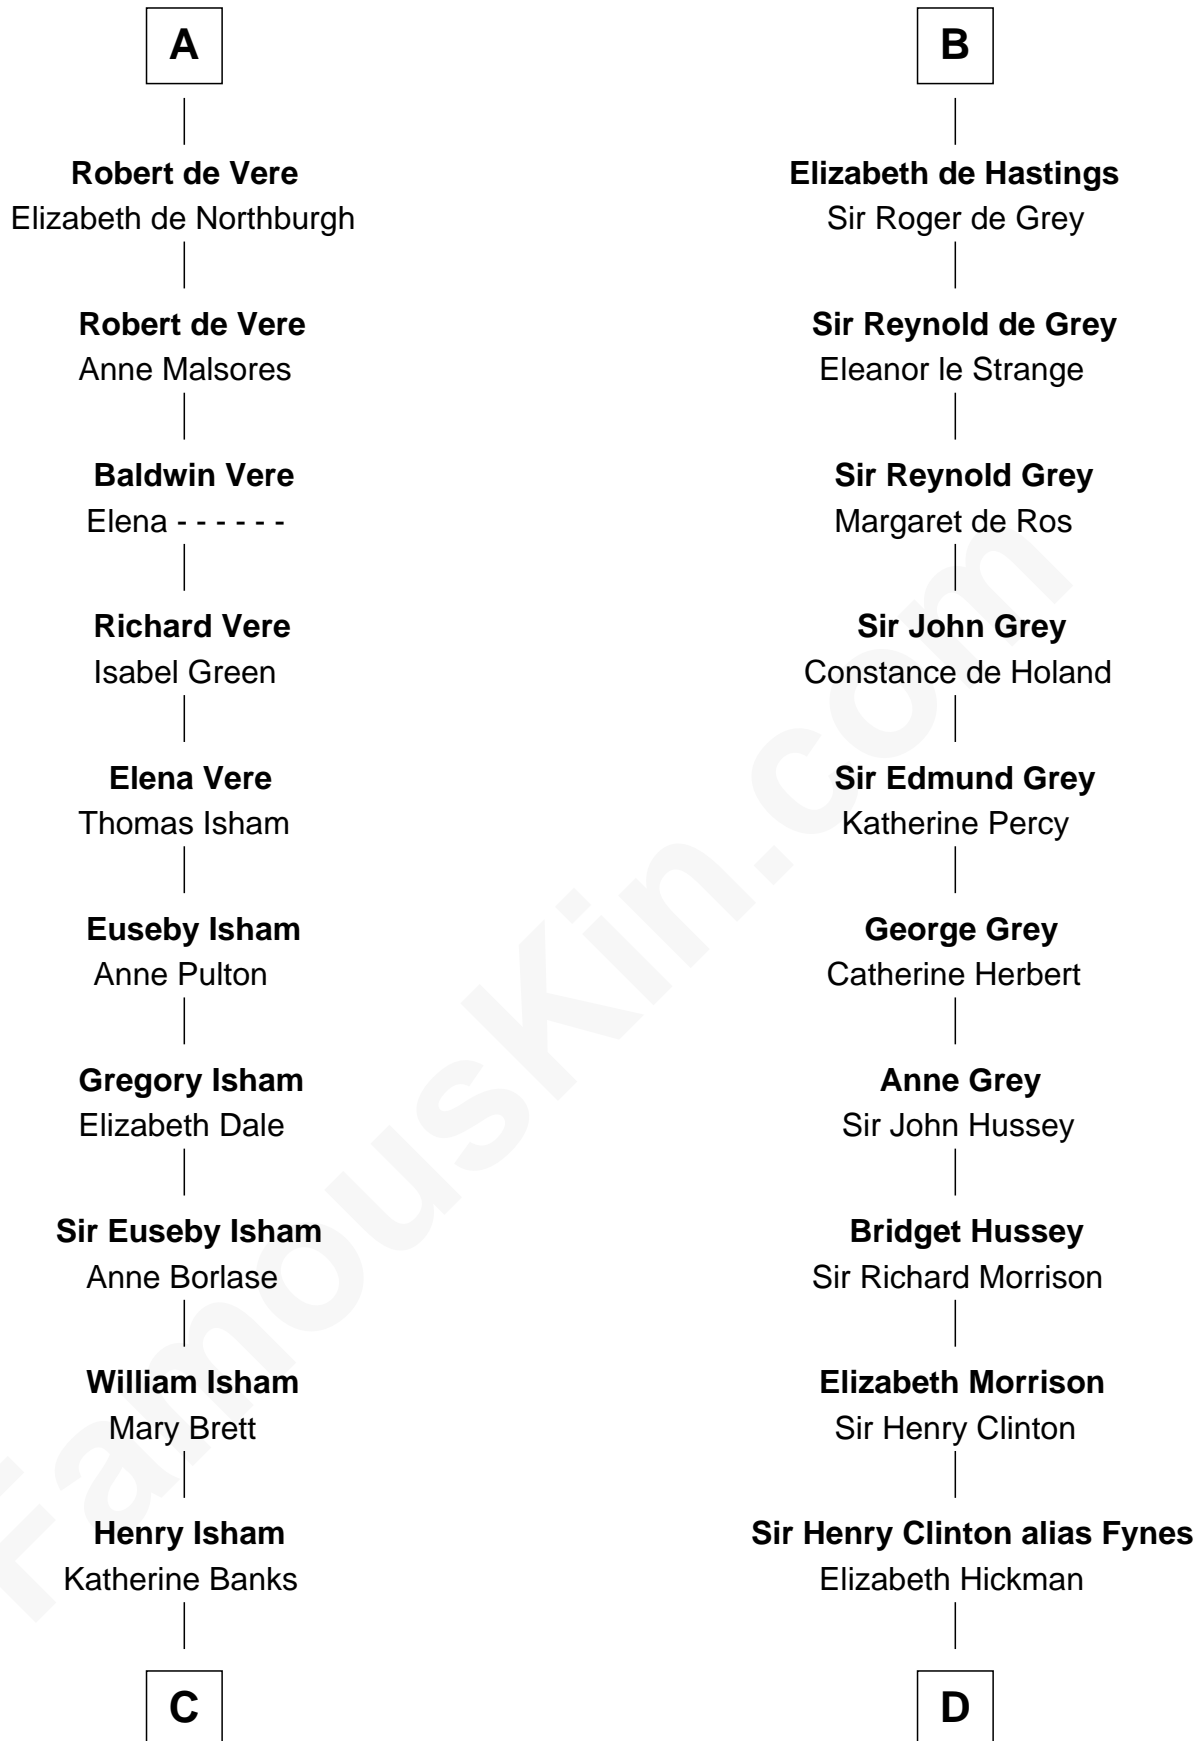 A
Robert de Vere
Elizabeth de Northburgh
Robert de Vere
Anne Malsores
Baldwin Vere
Elena - - - - - -
Richard Vere
Isabel Green
Elena Vere
Thomas Isham
Euseby Isham
Anne Pulton
Gregory Isham
Elizabeth Dale
Sir Euseby Isham
Anne Borlase
William Isham
Mary Brett
Henry Isham
Katherine Banks
C
B
Elizabeth de Hastings
Sir Roger de Grey
Sir Reynold de Grey
Eleanor le Strange
Sir Reynold Grey
Margaret de Ros
Sir John Grey
Constance de Holand
Sir Edmund Grey
Katherine Percy
George Grey
Catherine Herbert
Anne Grey
Sir John Hussey
Bridget Hussey
Sir Richard Morrison
Elizabeth Morrison
Sir Henry Clinton
Sir Henry Clinton alias Fynes
Elizabeth Hickman
D
FamousKin.com